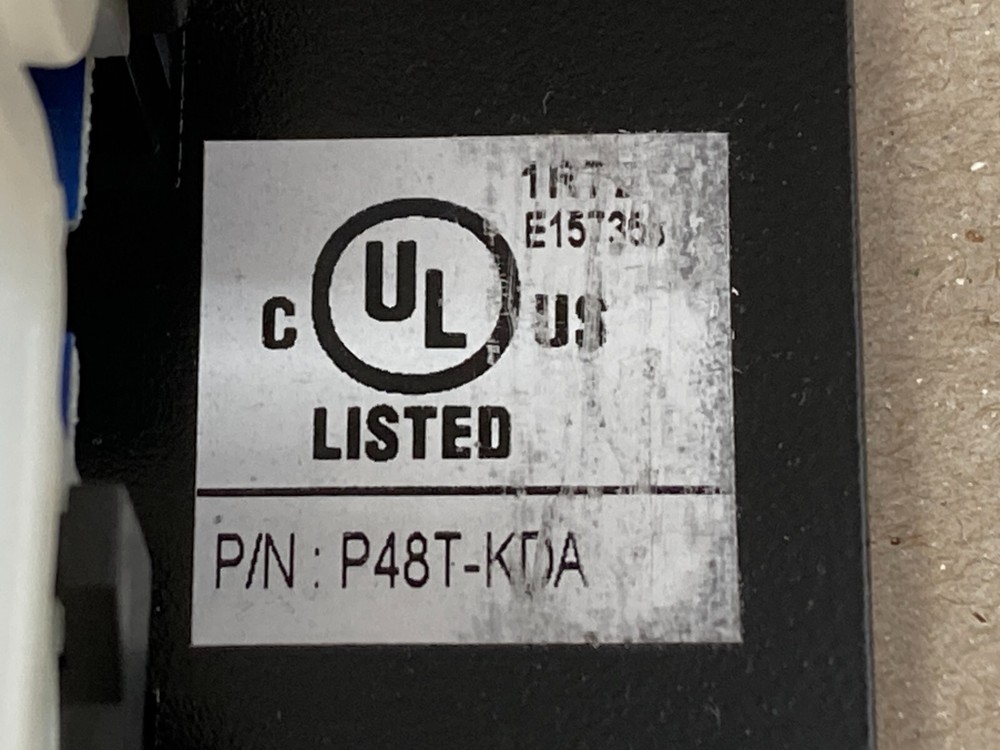 C UL US
LISTED
P/N : P48T-KDA